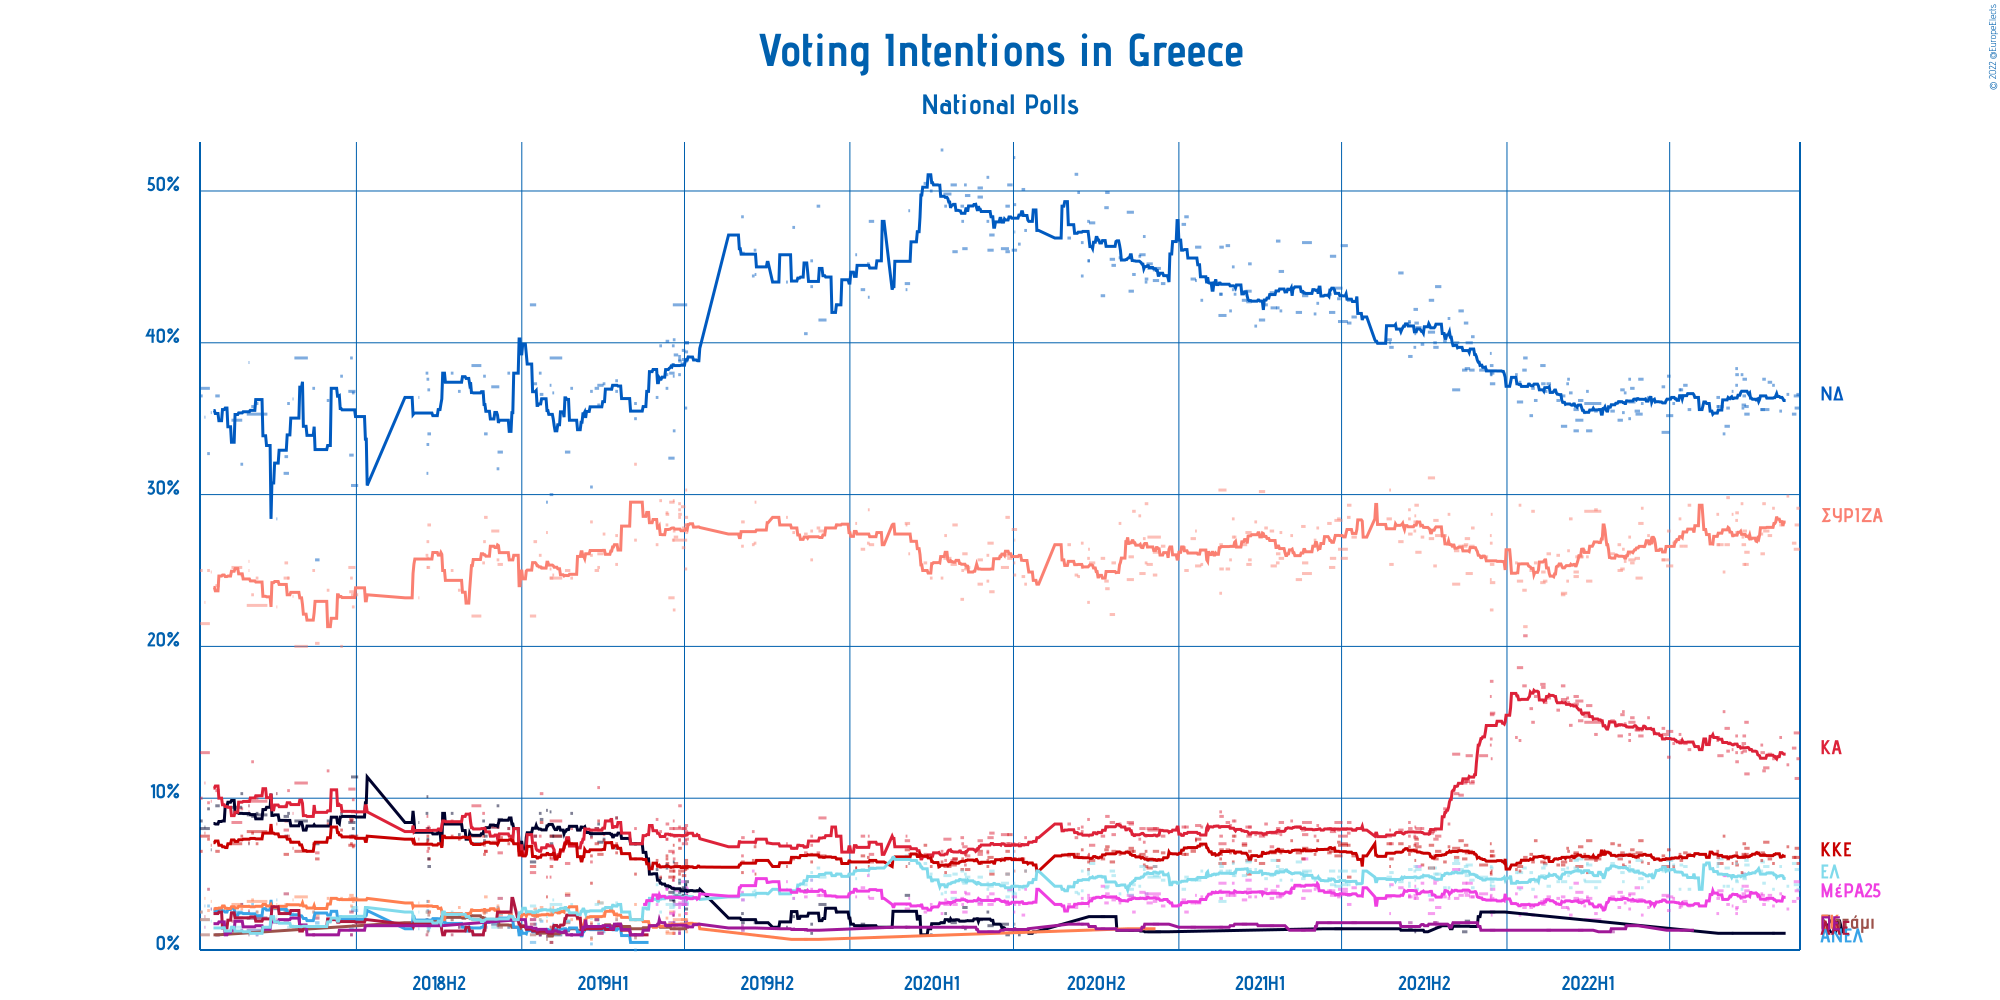 © 2022 @EuropeElects
Voting Intentions in Greece
National Polls
50%
40%
30%
20%
10%
0%
ΝΔ
ΣΥΡΙΖΑ
ΚΑ
ΚΚΕ
ΕΛ
ΜέΡΑ25
ΑΝΕΛ
2018H2
2019H1
2019H2
2020H1
2020H2
2021H1
2021H2
2022H1